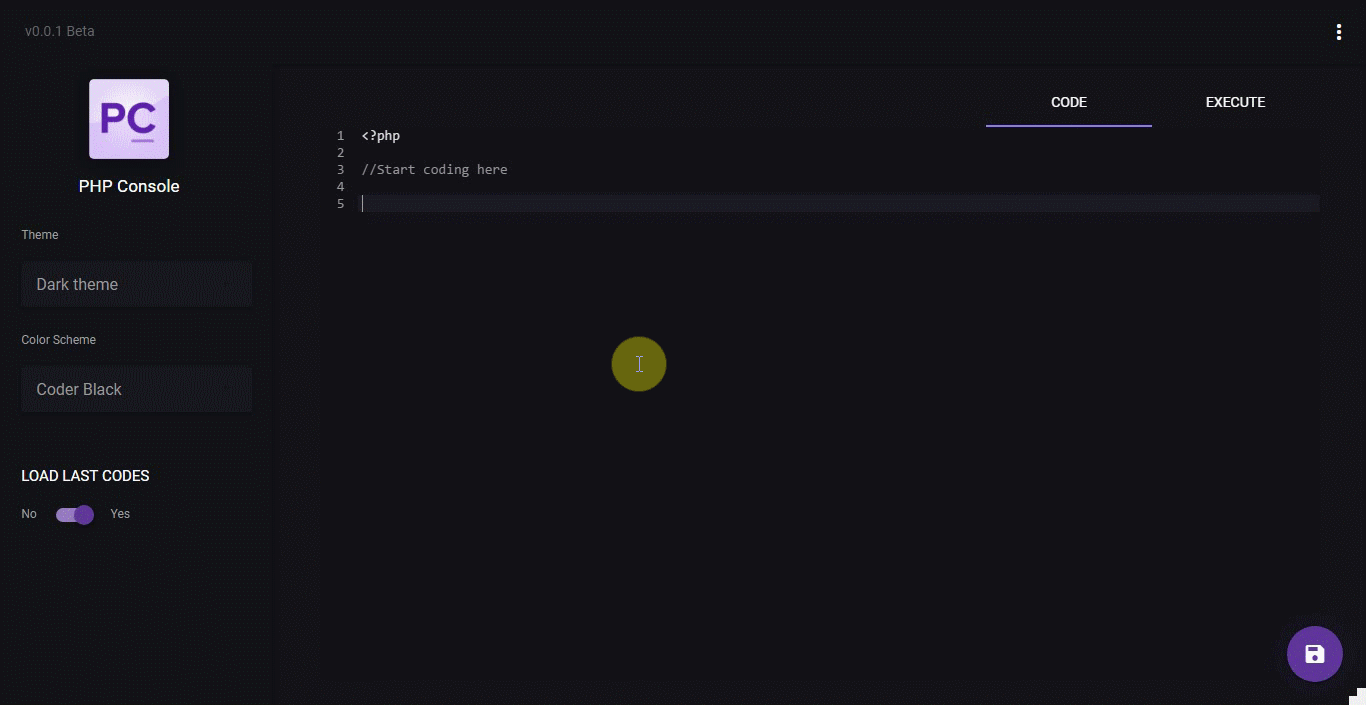 v0.0.1 Beta
PC
PHP Console
Theme
Dark theme
Color Scheme
Coder Black
LOAD LAST CODES
No Yes
CODE EXECUTE
1 <?php
2
3 //Start coding here
4
5